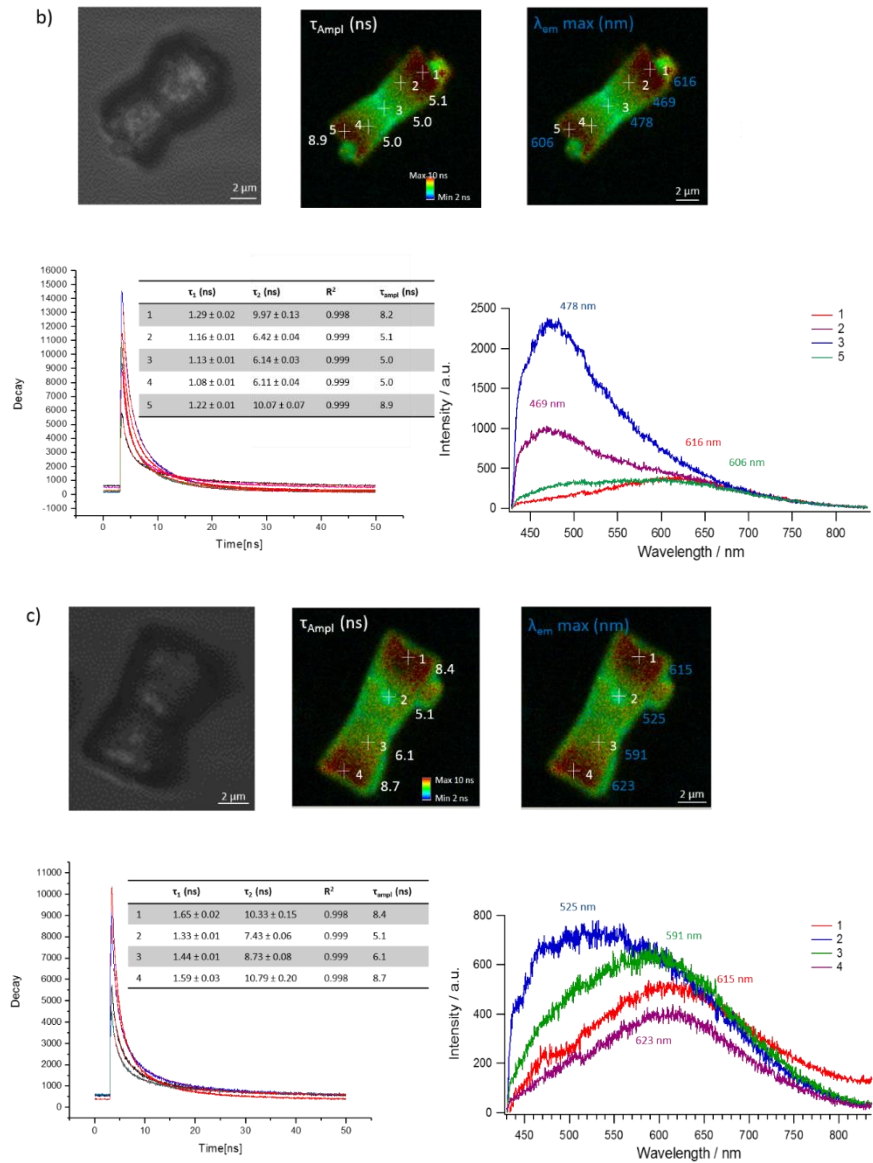 b)
2 µm
τAmpl (ns)
1
2
3
4
5
5.1
5.0
5.0
8.9
Max 10 ns
Min 2 ns
λem max (nm)
1
2
3
4
5
616
469
478
606
2 µm
16000
15000
14000
13000
12000
11000
10000
9000
8000
7000
6000
5000
4000
3000
2000
1000
0
-1000
Decay
0 10 20 30 40 50
Time[ns]
τ1 (ns) τ2 (ns) R² τampl (ns)
1 1.29 ± 0.02 9.97 ± 0.13 0.998 8.2
2 1.16 ± 0.01 6.42 ± 0.04 0.999 5.1
3 1.13 ± 0.01 6.14 ± 0.03 0.999 5.0
4 1.08 ± 0.01 6.11 ± 0.04 0.999 5.0
5 1.22 ± 0.01 10.07 ± 0.07 0.999 8.9
2500
2000
1500
1000
500
0
Intensity / a.u.
478 nm
469 nm
616 nm
606 nm
1
2
3
5
450 500 550 600 650 700 750 800
Wavelength / nm
c)
2 µm
τAmpl (ns)
1
8.4
2
5.1
3
6.1
4
8.7
Max 10 ns
Min 2 ns
λem max (nm)
1
615
2
525
3
591
4
623
2 µm
11000
10000
9000
8000
7000
6000
5000
4000
3000
2000
1000
0
Decay
0 10 20 30 40 50
Time[ns]
τ1 (ns) τ2 (ns) R² τampl (ns)
1 1.65 ± 0.02 10.33 ± 0.15 0.998 8.4
2 1.33 ± 0.01 7.43 ± 0.06 0.999 5.1
3 1.44 ± 0.01 8.73 ± 0.08 0.999 6.1
4 1.59 ± 0.03 10.79 ± 0.20 0.998 8.7
800
600
400
200
0
Intensity / a.u.
525 nm
591 nm
615 nm
623 nm
1
2
3
4
450 500 550 600 650 700 750 800
Wavelength / nm